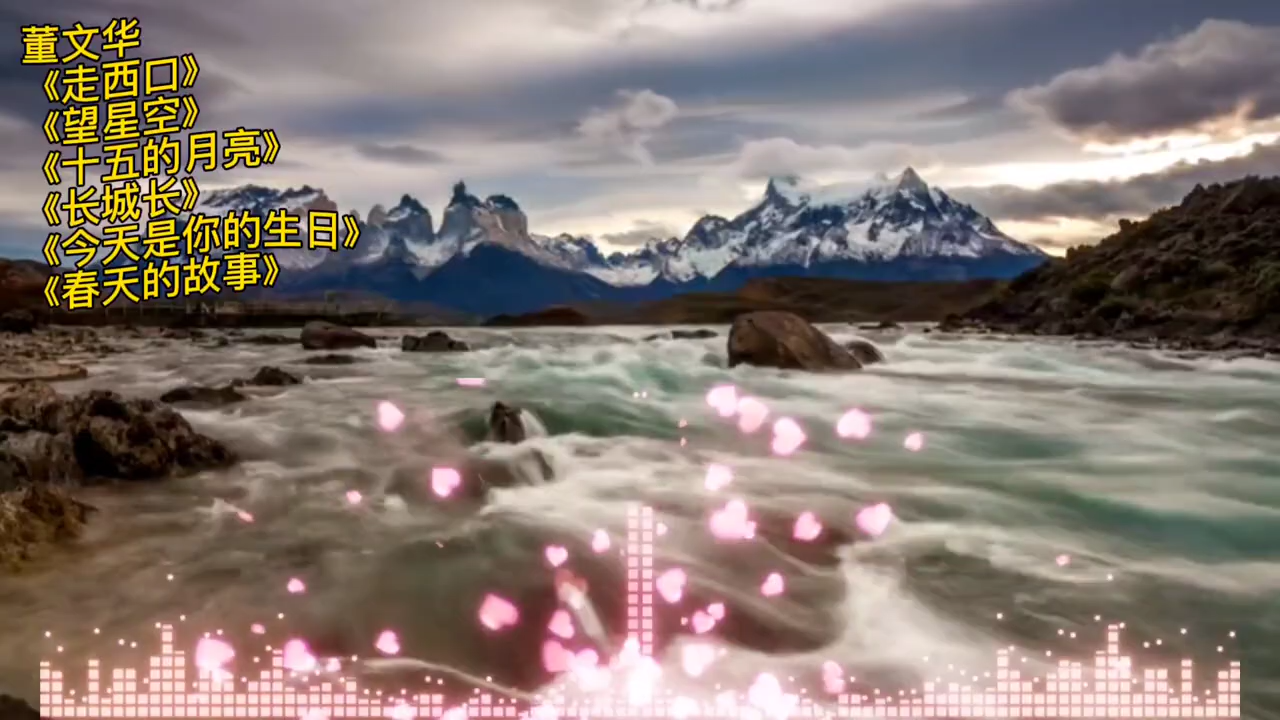 董文华
《走西口》
《望星空》
《十五的月亮》
《长城长》
《今天是你的生日》
《春天的故事》